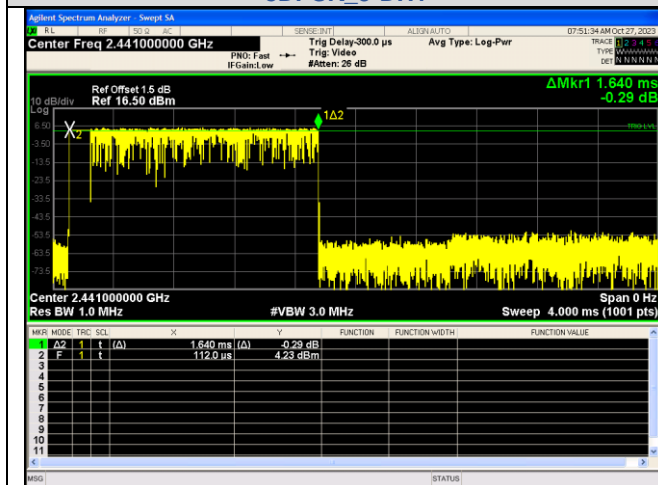 Agilent Spectrum Analyzer - Swept SA
RL RF 50 Ω AC SENSE:INT ALIGN AUTO 07:51:34 AM Oct 27, 2023
Center Freq 2.441000000 GHz
PNO: Fast
IFGain:Low
Trig Delay-300.0 µs
Trig: Video
#Atten: 26 dB
Avg Type: Log-Pwr
TRACE 1 2 3 4 5 6
TYPE
DET N N N N N N
ΔMkr1 1.640 ms
-0.29 dB
Ref Offset 1.5 dB
10 dB/div Ref 16.50 dBm
Log
1Δ2
6.50
X2
TRIG LVL
-3.50
-13.5
-23.5
-33.5
-43.5
-53.5
-63.5
-73.5
Center 2.441000000 GHz Span 0 Hz
Res BW 1.0 MHz #VBW 3.0 MHz Sweep 4.000 ms (1001 pts)
MKR MODE TRC SCL X Y FUNCTION FUNCTION WIDTH FUNCTION VALUE
1 Δ2 1 t (Δ) 1.640 ms (Δ) -0.29 dB
2 F 1 t 112.0 µs 4.23 dBm
3
4
5
6
7
8
9
10
11
MSG STATUS